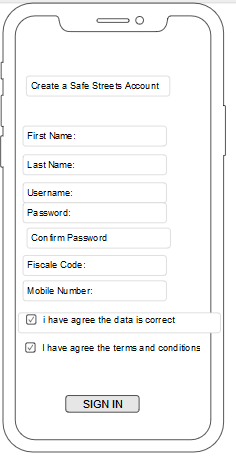 Create a Safe Streets Account
First Name:
Last Name:
Username:
Password:
Confirm Password
Fiscale Code:
Mobile Number:
i have agree the data is correct
I have agree the terms and conditions
SIGN IN